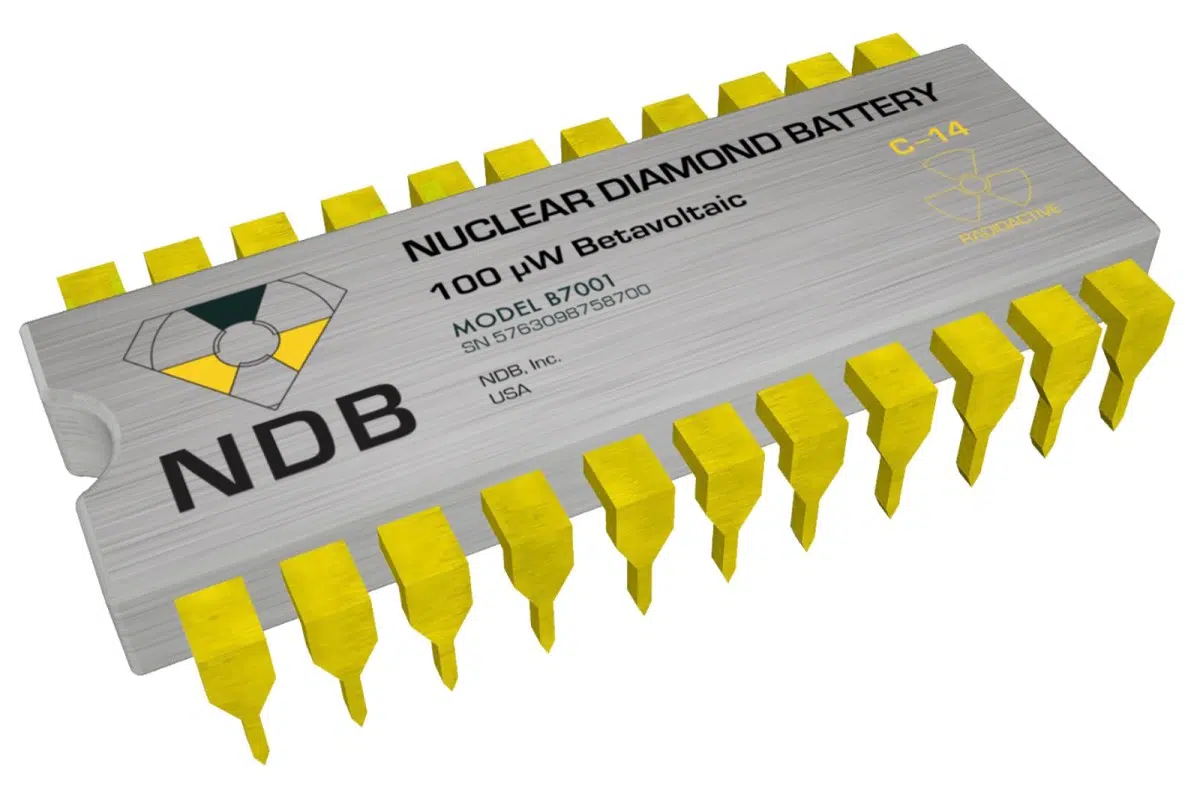 NUCLEAR DIAMOND BATTERY
100 μW Betavoltaic
MODEL B7001
SN 5763098758700
NDB, Inc.
USA
NDB
C-14
RADIOACTIVE